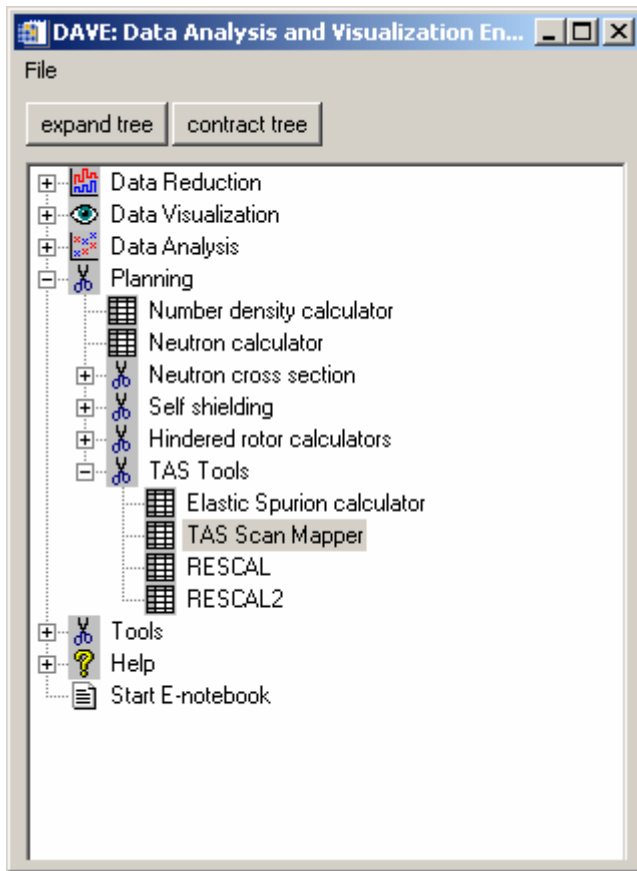 DAVE: Data Analysis and Visualization En...
File
expand tree contract tree
Data Reduction
Data Visualization
Data Analysis
Planning
Number density calculator
Neutron calculator
Neutron cross section
Self shielding
Hindered rotor calculators
TAS Tools
Elastic Spurion calculator
TAS Scan Mapper
RESCAL
RESCAL2
Tools
Help
Start E-notebook